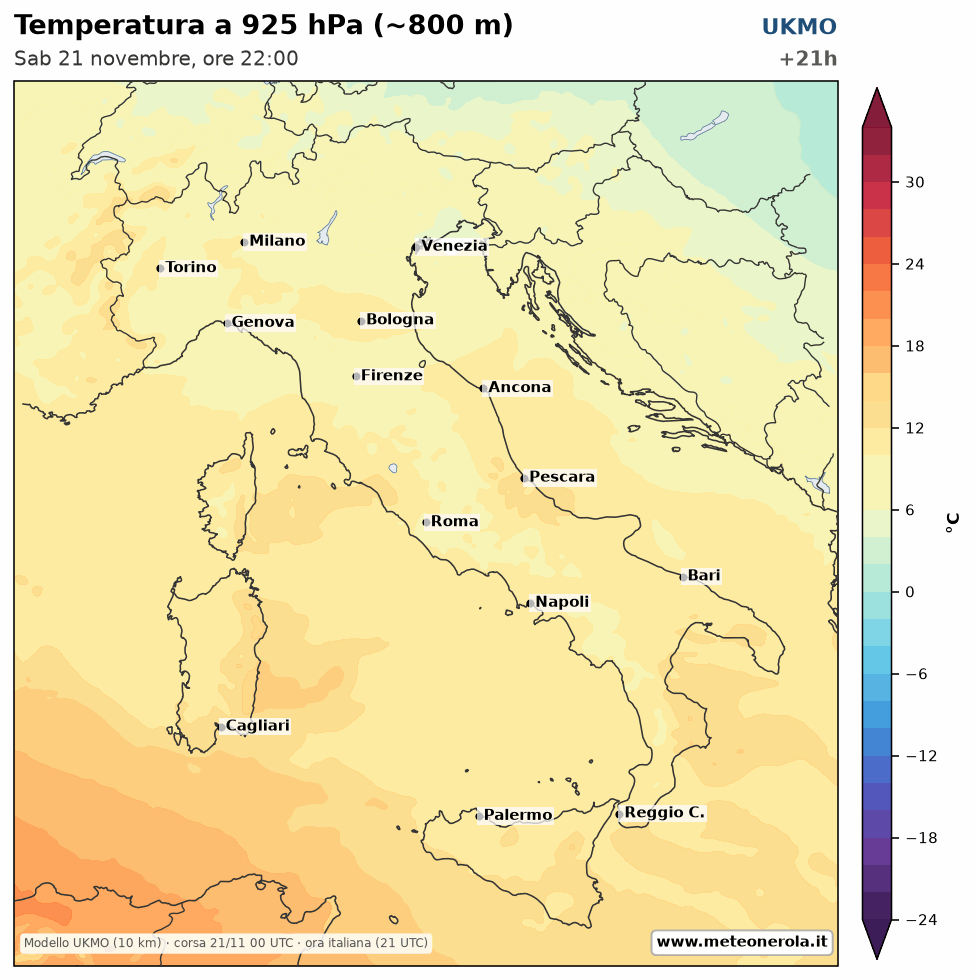 Temperatura a 925 hPa (~800 m)
UKMO
Sab 21 novembre, ore 22:00
+21h
Milano
Venezia
Torino
Genova
Bologna
Firenze
Ancona
Pescara
Roma
Bari
Napoli
Cagliari
Palermo
Reggio C.
30
24
18
12
6
0
−6
−12
−18
−24
°C
Modello UKMO (10 km) · corsa 21/11 00 UTC · ora italiana (21 UTC)
www.meteonerola.it